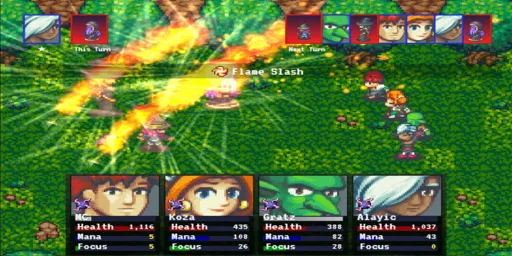 This Turn
Next Turn
Flame Slash
MC
Koza
Gratz
Alayic
Health 1,116
Health 435
Health 388
Health 1,037
Mana 5
Mana 108
Mana 82
Mana 43
Focus 5
Focus 26
Focus 28
Focus 0